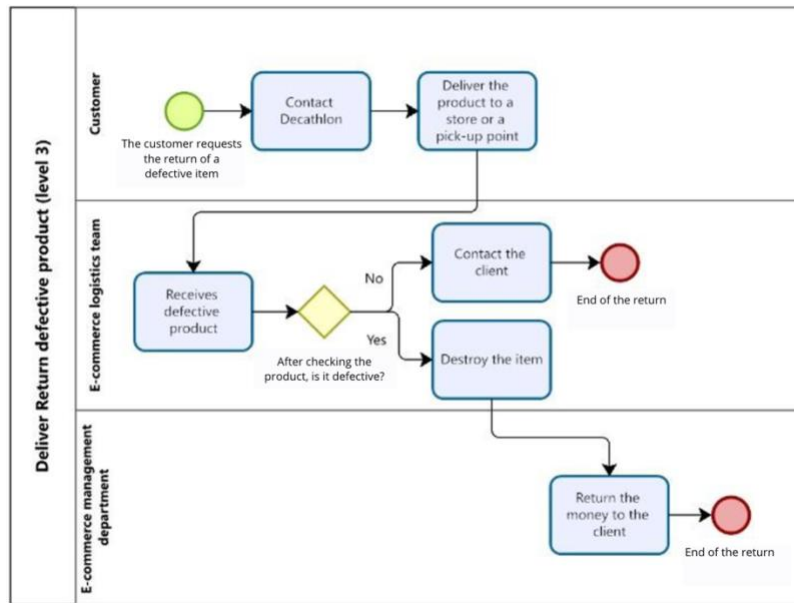 Deliver Return defective product (level 3)
Customer
The customer requests
the return of a
defective item
Contact
Decathlon
Deliver the
product to a
store or a
pick-up point
E-commerce logistics team
Receives
defective
product
After checking the
product, is it defective?
No
Yes
Contact the
client
End of the return
Destroy the item
E-commerce management
department
Return the
money to the
client
End of the return